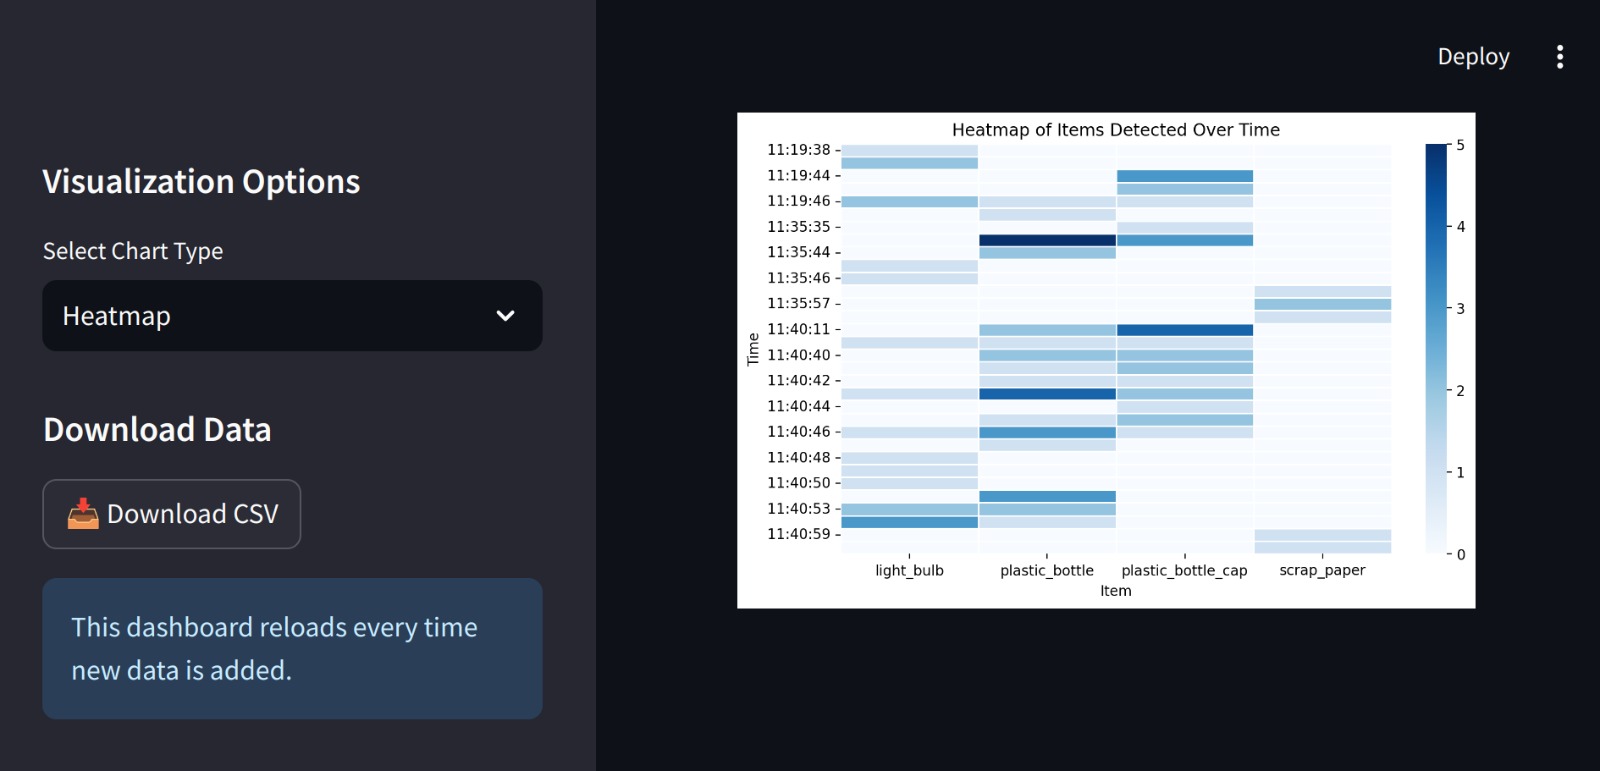 Visualization Options
Select Chart Type
Heatmap
Download Data
📥 Download CSV
This dashboard reloads every time
new data is added.
Deploy
Heatmap of Items Detected Over Time
Time
11:19:38
11:19:44
11:19:46
11:35:35
11:35:44
11:35:46
11:35:57
11:40:11
11:40:40
11:40:42
11:40:44
11:40:46
11:40:48
11:40:50
11:40:53
11:40:59
light_bulb plastic_bottle plastic_bottle_cap scrap_paper
Item
5
4
3
2
1
0